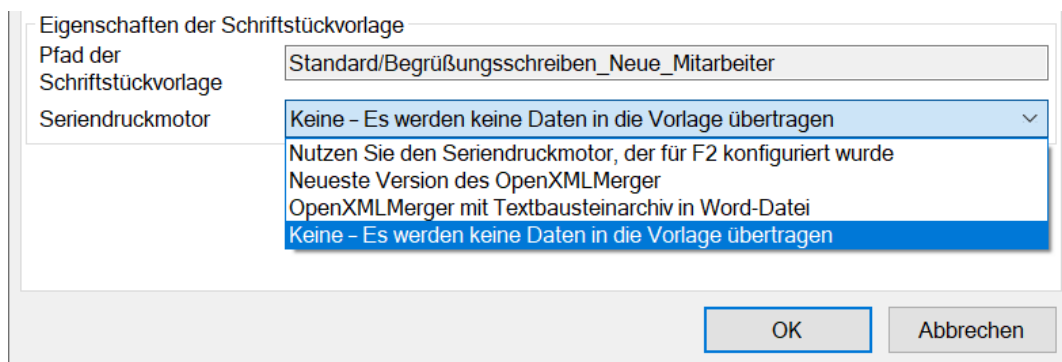 Eigenschaften der Schriftstückvorlage
Pfad der
Schriftstückvorlage
Standard/Begrüßungsschreiben_Neue_Mitarbeiter
Seriendruckmotor
Keine – Es werden keine Daten in die Vorlage übertragen
Nutzen Sie den Seriendruckmotor, der für F2 konfiguriert wurde
Neueste Version des OpenXMLMerger
OpenXMLMerger mit Textbausteinarchiv in Word-Datei
Keine – Es werden keine Daten in die Vorlage übertragen
OK
Abbrechen